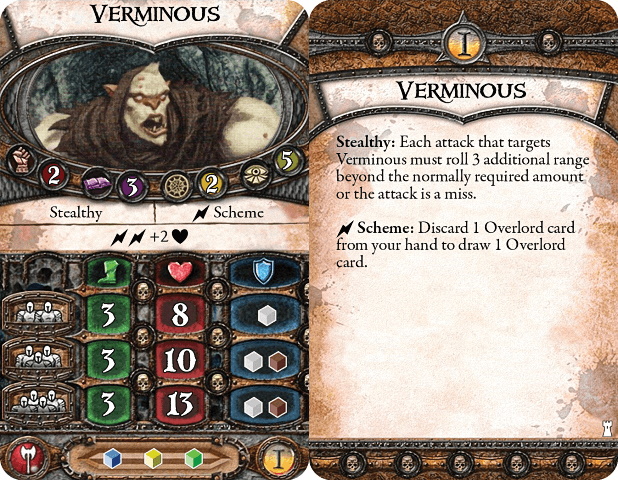 VERMINOUS
2
3
2
5
Stealthy
Scheme
+2
3 8
3 10
3 13
I
I
VERMINOUS
Stealthy: Each attack that targets
Verminous must roll 3 additional range
beyond the normally required amount
or the attack is a miss.
Scheme: Discard 1 Overlord card
from your hand to draw 1 Overlord
card.